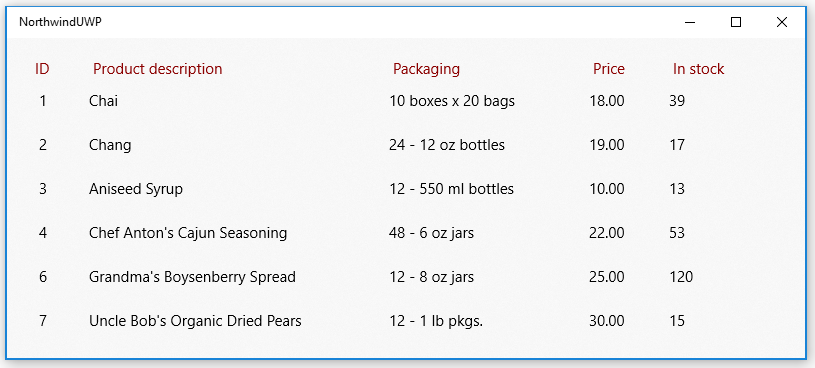 NorthwindUWP
ID Product description Packaging Price In stock
1 Chai 10 boxes x 20 bags 18.00 39
2 Chang 24 - 12 oz bottles 19.00 17
3 Aniseed Syrup 12 - 550 ml bottles 10.00 13
4 Chef Anton's Cajun Seasoning 48 - 6 oz jars 22.00 53
6 Grandma's Boysenberry Spread 12 - 8 oz jars 25.00 120
7 Uncle Bob's Organic Dried Pears 12 - 1 lb pkgs. 30.00 15